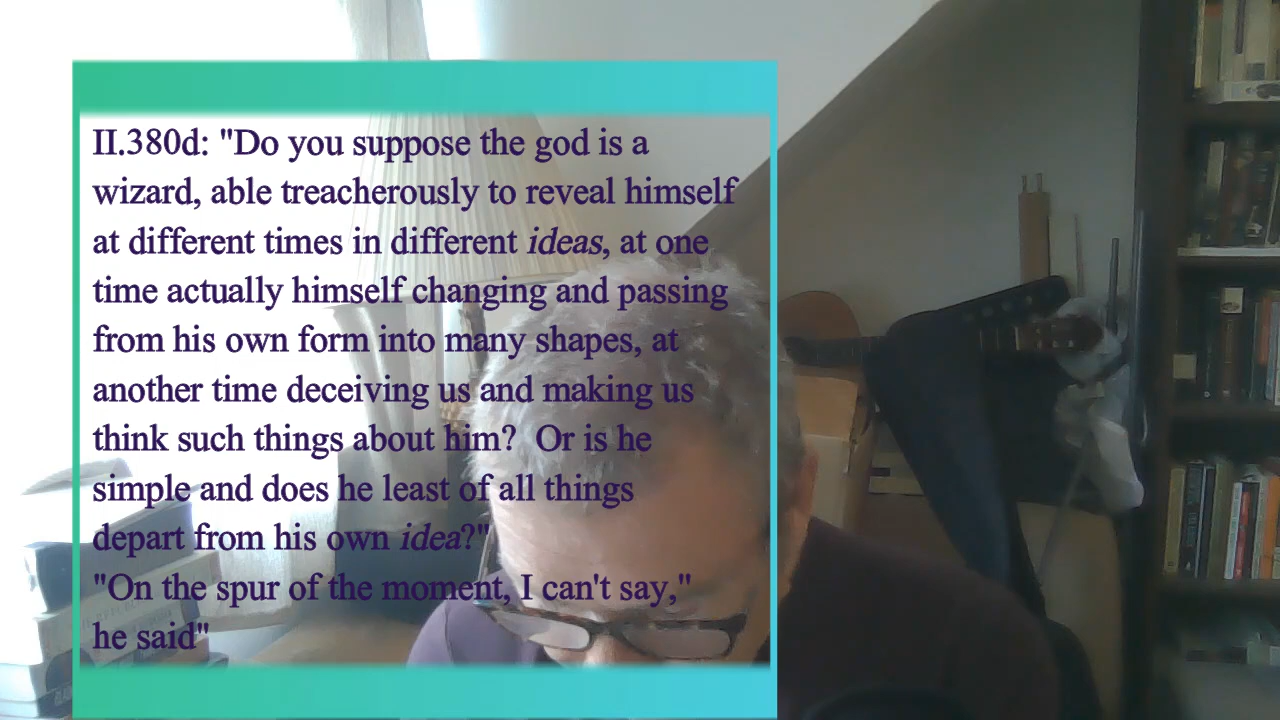 II.380d: "Do you suppose the god is a
wizard, able treacherously to reveal himself
at different times in different ideas, at one
time actually himself changing and passing
from his own form into many shapes, at
another time deceiving us and making us
think such things about him?  Or is he
simple and does he least of all things
depart from his own idea?"
"On the spur of the moment, I can't say,"
he said"